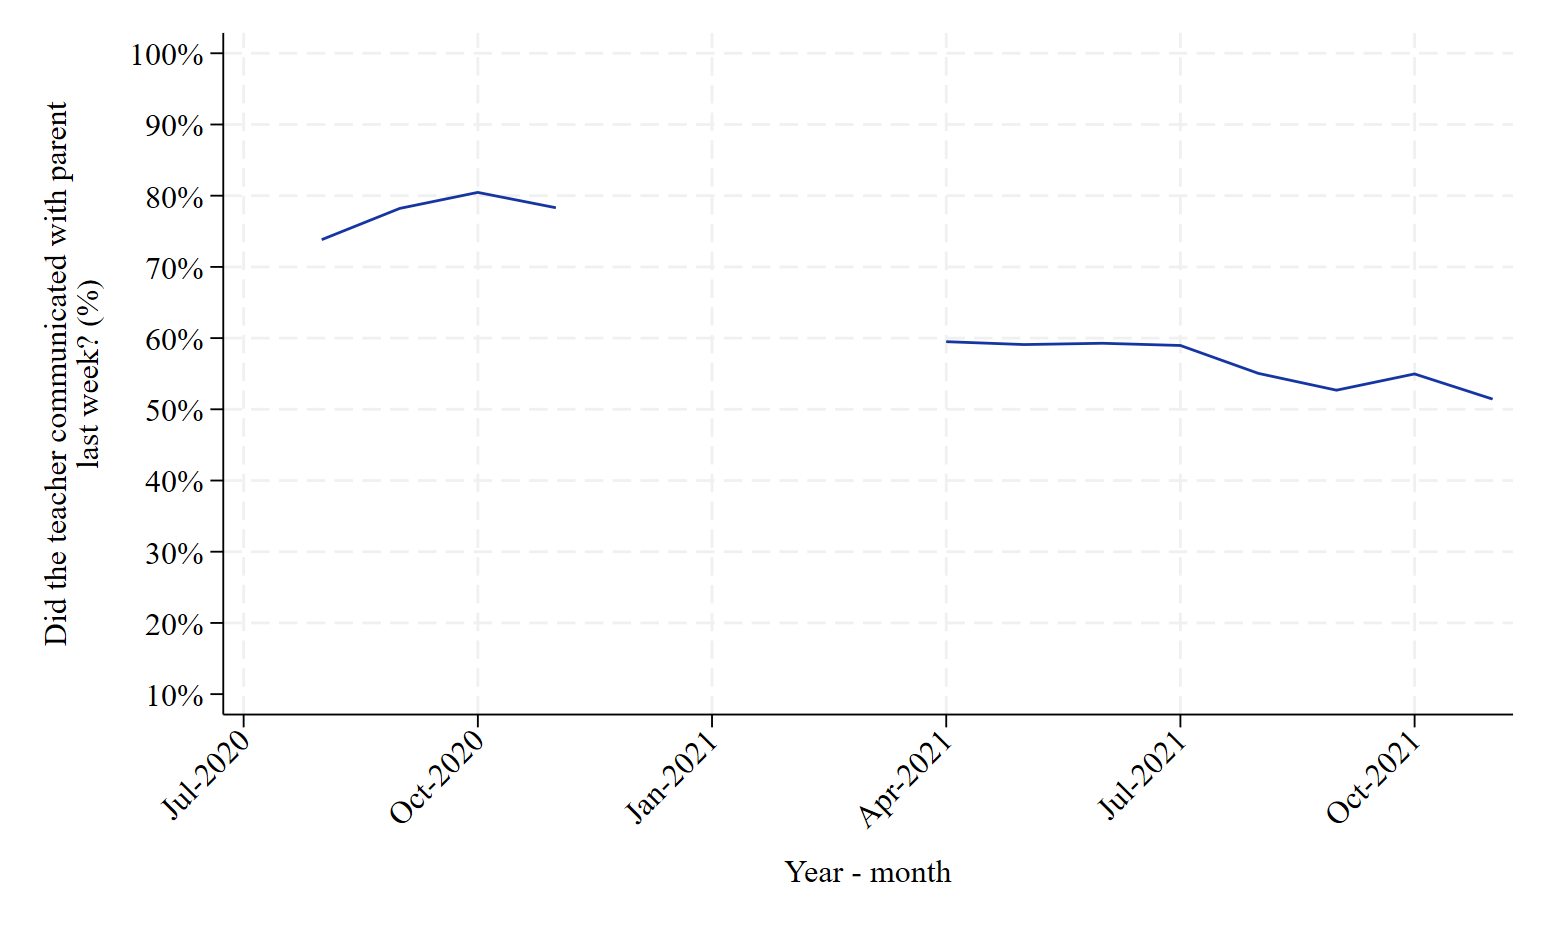 Did the teacher communicated with parent
last week? (%)
100%
90%
80%
70%
60%
50%
40%
30%
20%
10%
Jul-2020
Oct-2020
Jan-2021
Apr-2021
Jul-2021
Oct-2021
Year - month